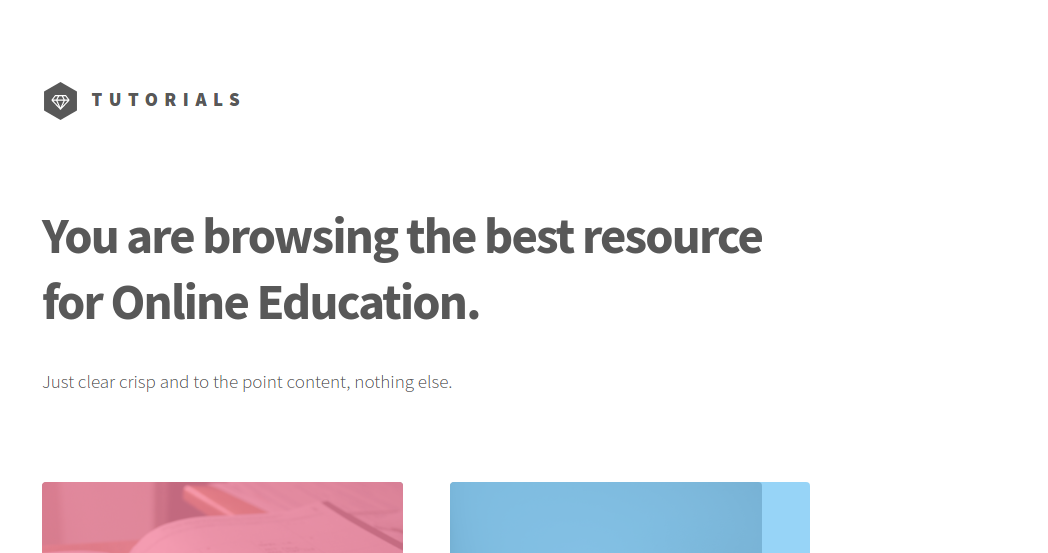 TUTORIALS
You are browsing the best resource
for Online Education.
Just clear crisp and to the point content, nothing else.